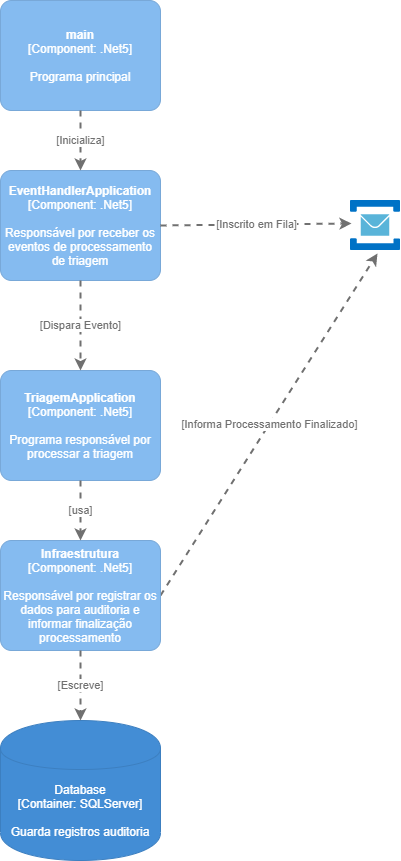 main
[Component: .Net5]
Programa principal
[Inicializa]
EventHandlerApplication
[Component: .Net5]
Responsável por receber os
eventos de processamento
de triagem
[Inscrito em Fila]
[Dispara Evento]
TriagemApplication
[Component: .Net5]
Programa responsável por
processar a triagem
[Informa Processamento Finalizado]
[usa]
Infraestrutura
[Component: .Net5]
Responsável por registrar os
dados para auditoria e
informar finalização
processamento
[Escreve]
Database
[Container: SQLServer]
Guarda registros auditoria